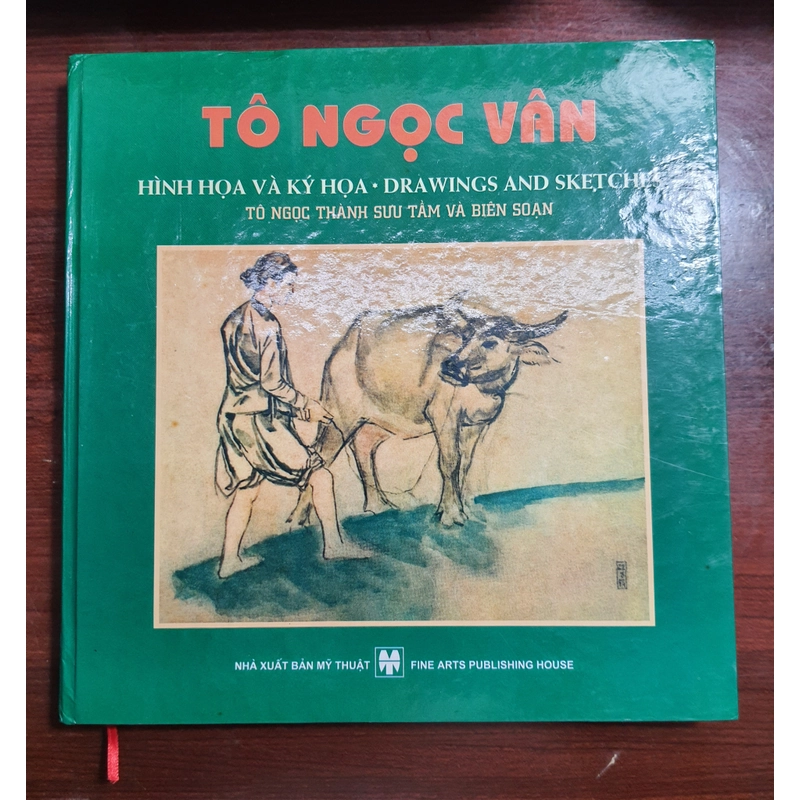 TÔ NGỌC VÂN
HÌNH HỌA VÀ KÝ HỌA • DRAWINGS AND SKETCHES
TÔ NGỌC THÀNH SƯU TẦM VÀ BIÊN SOẠN
NHÀ XUẤT BẢN MỸ THUẬT FINE ARTS PUBLISHING HOUSE